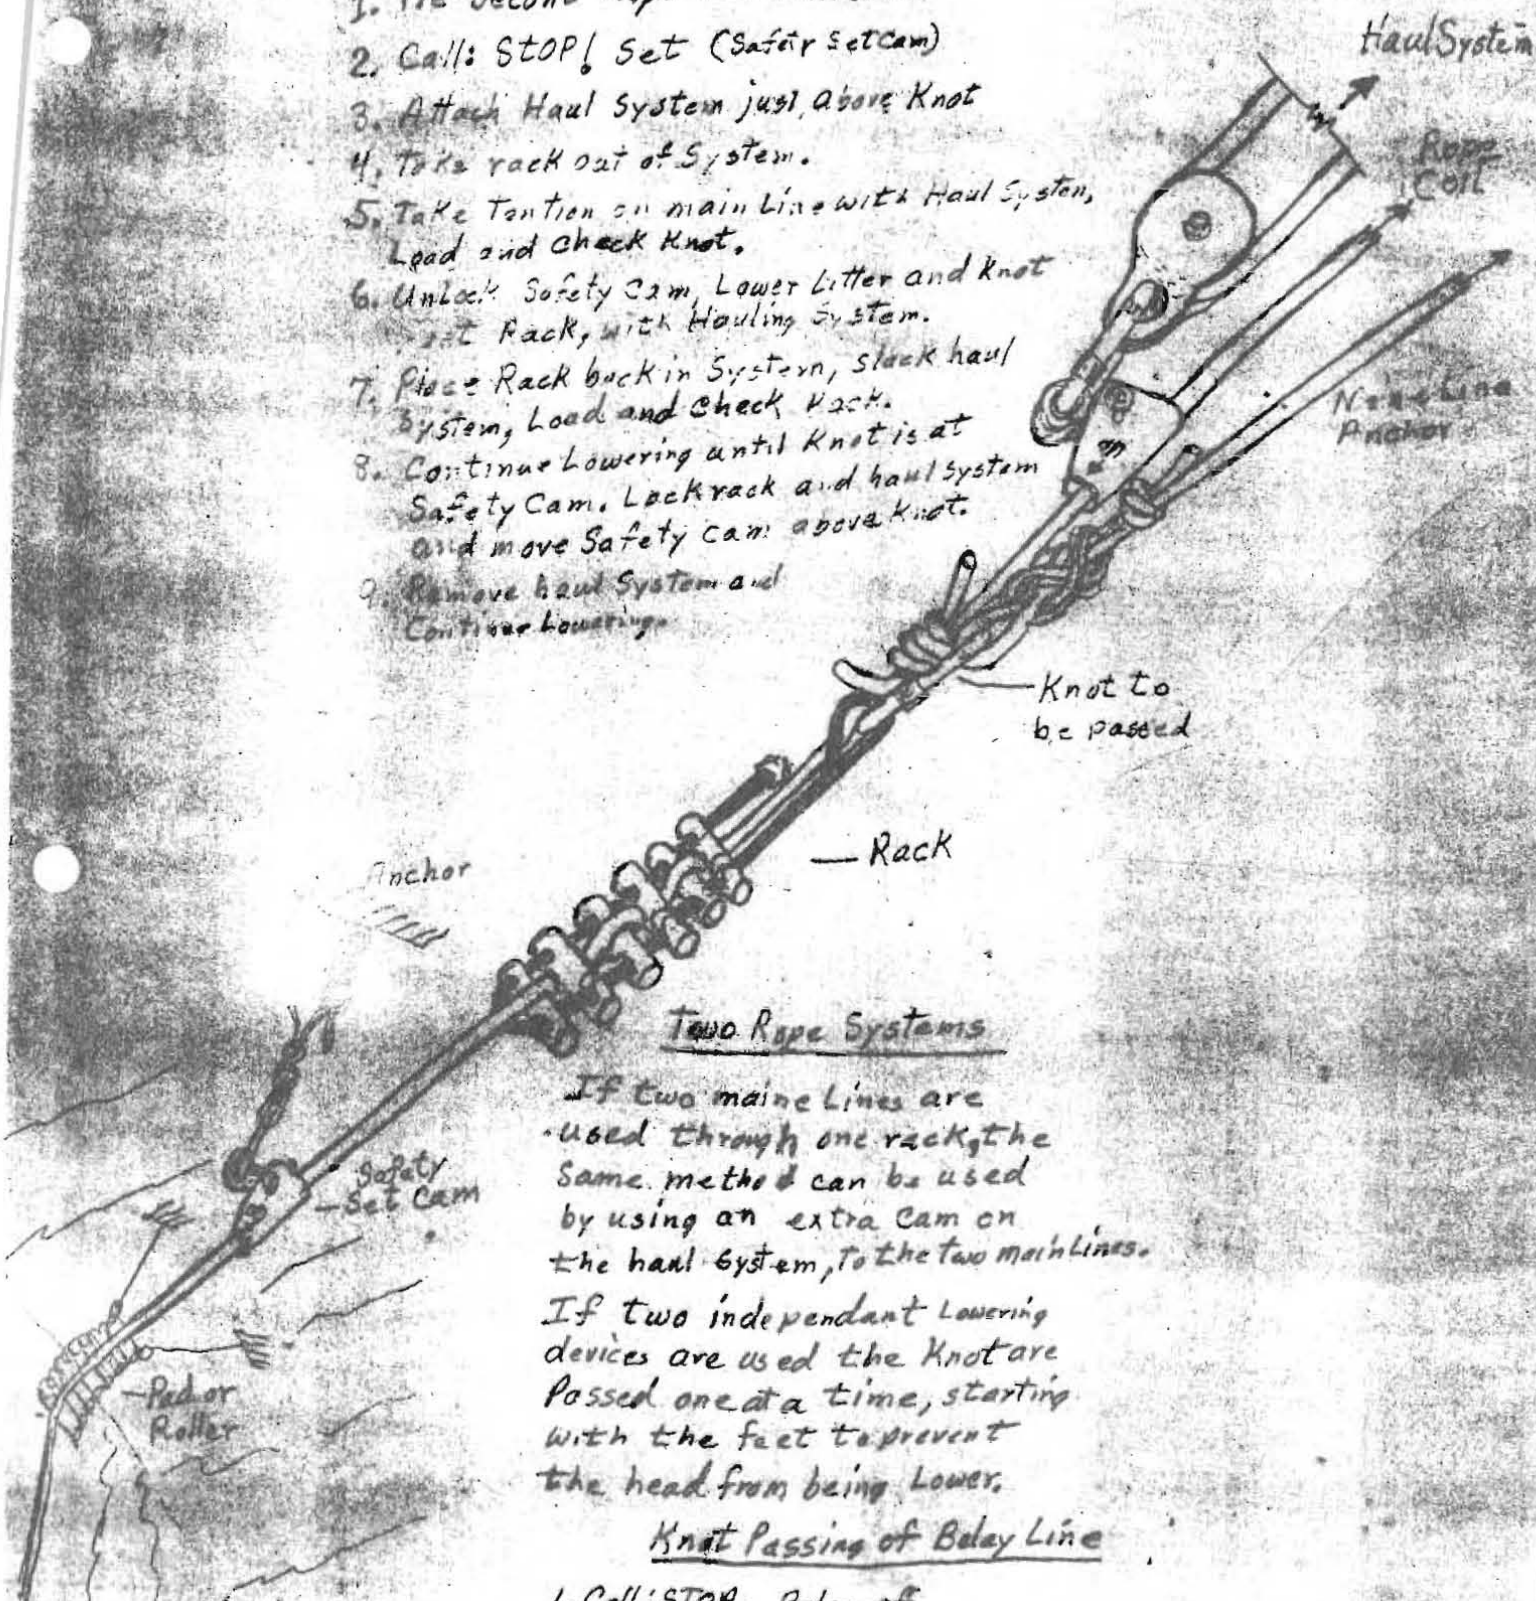 2. Call: STOP! Set (Safety Set Cam)
3. Attach Haul System just above Knot
4. Take rack out of System.
5. Take Tention on main Line with Haul System,
Load and Check Knot.
6. Unlock Safety Cam, Lower Litter and Knot
Rack, with Hauling System.
7. Place Rack back in System, slack haul
System, Load and Check Rack.
8. Continue Lowering until Knot is at
Safety Cam. Lock rack and haul system
and move Safety Cam above Knot.
9. Remove haul System and
Continue Lowering.
Haul System
Rope
Coil
Line
Anchor
Knot to
be passed
Rack
Anchor
Safety
Set Cam
Pad or
Roller
Two Rope Systems
If two maine Lines are
used through one rack, the
Same method can be used
by using an extra Cam on
the haul System, To the two main Lines.
If two independant Lowering
devices are used the Knot are
Passed one at a time, starting
with the feet to prevent
the head from being Lower.
Knot Passing of Belay Line
1. Call: STOP